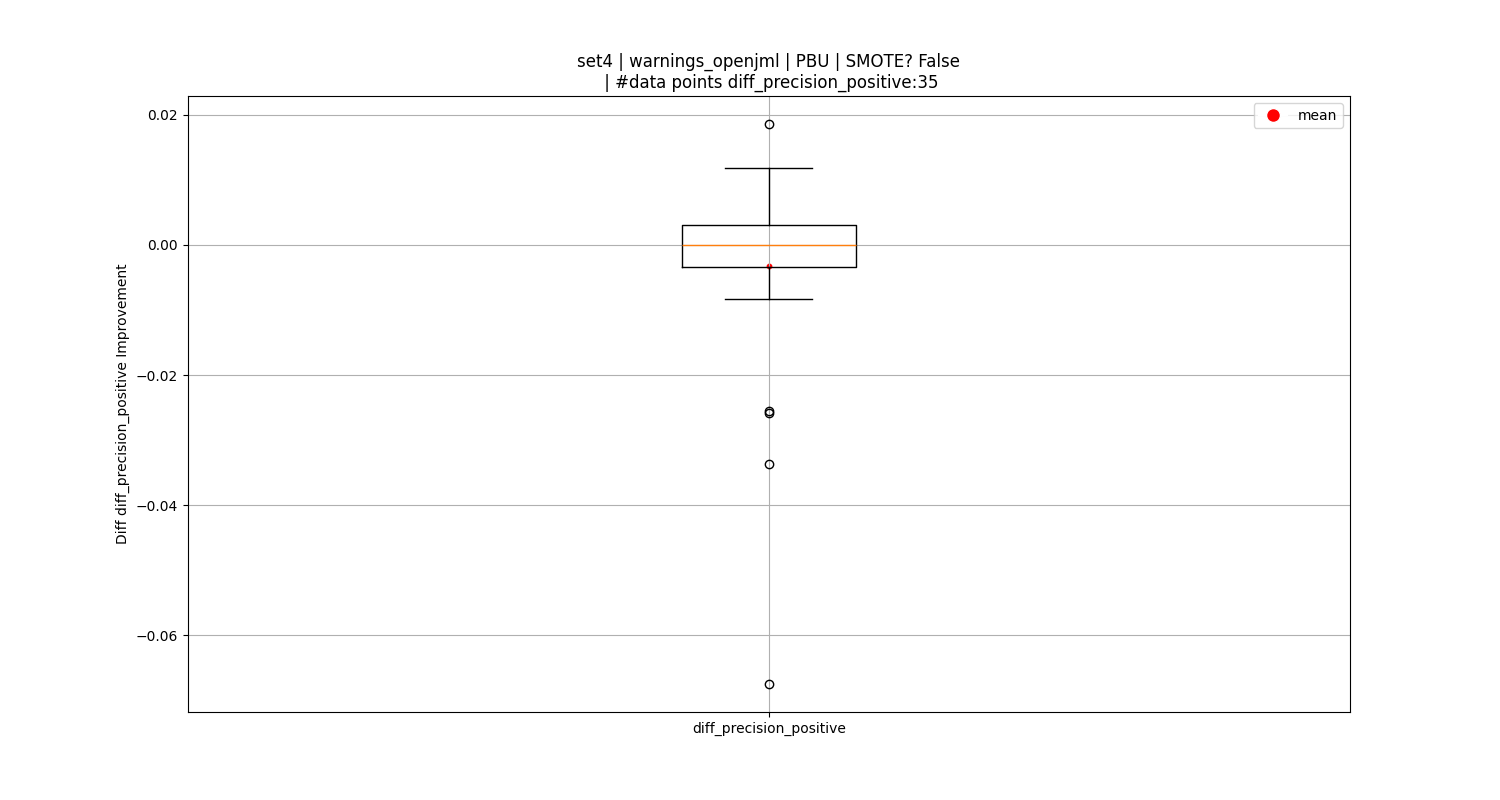 set4 | warnings_openjml | PBU | SMOTE? False
| #data points diff_precision_positive:35
mean
0.02
0.00
−0.02
−0.04
−0.06
Diff diff_precision_positive Improvement
diff_precision_positive